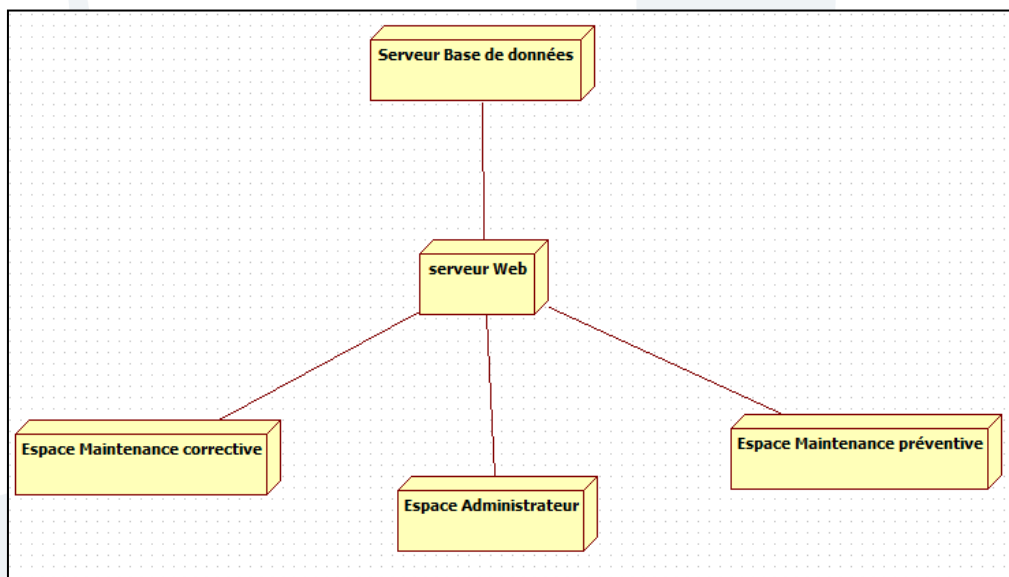 Serveur Base de données
serveur Web
Espace Maintenance corrective
Espace Maintenance préventive
Espace Administrateur